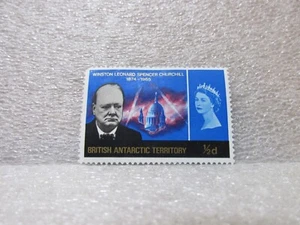 WINSTON LEONARD SPENCER CHURCHILL
1874-1965
BRITISH ANTARCTIC TERRITORY
½d